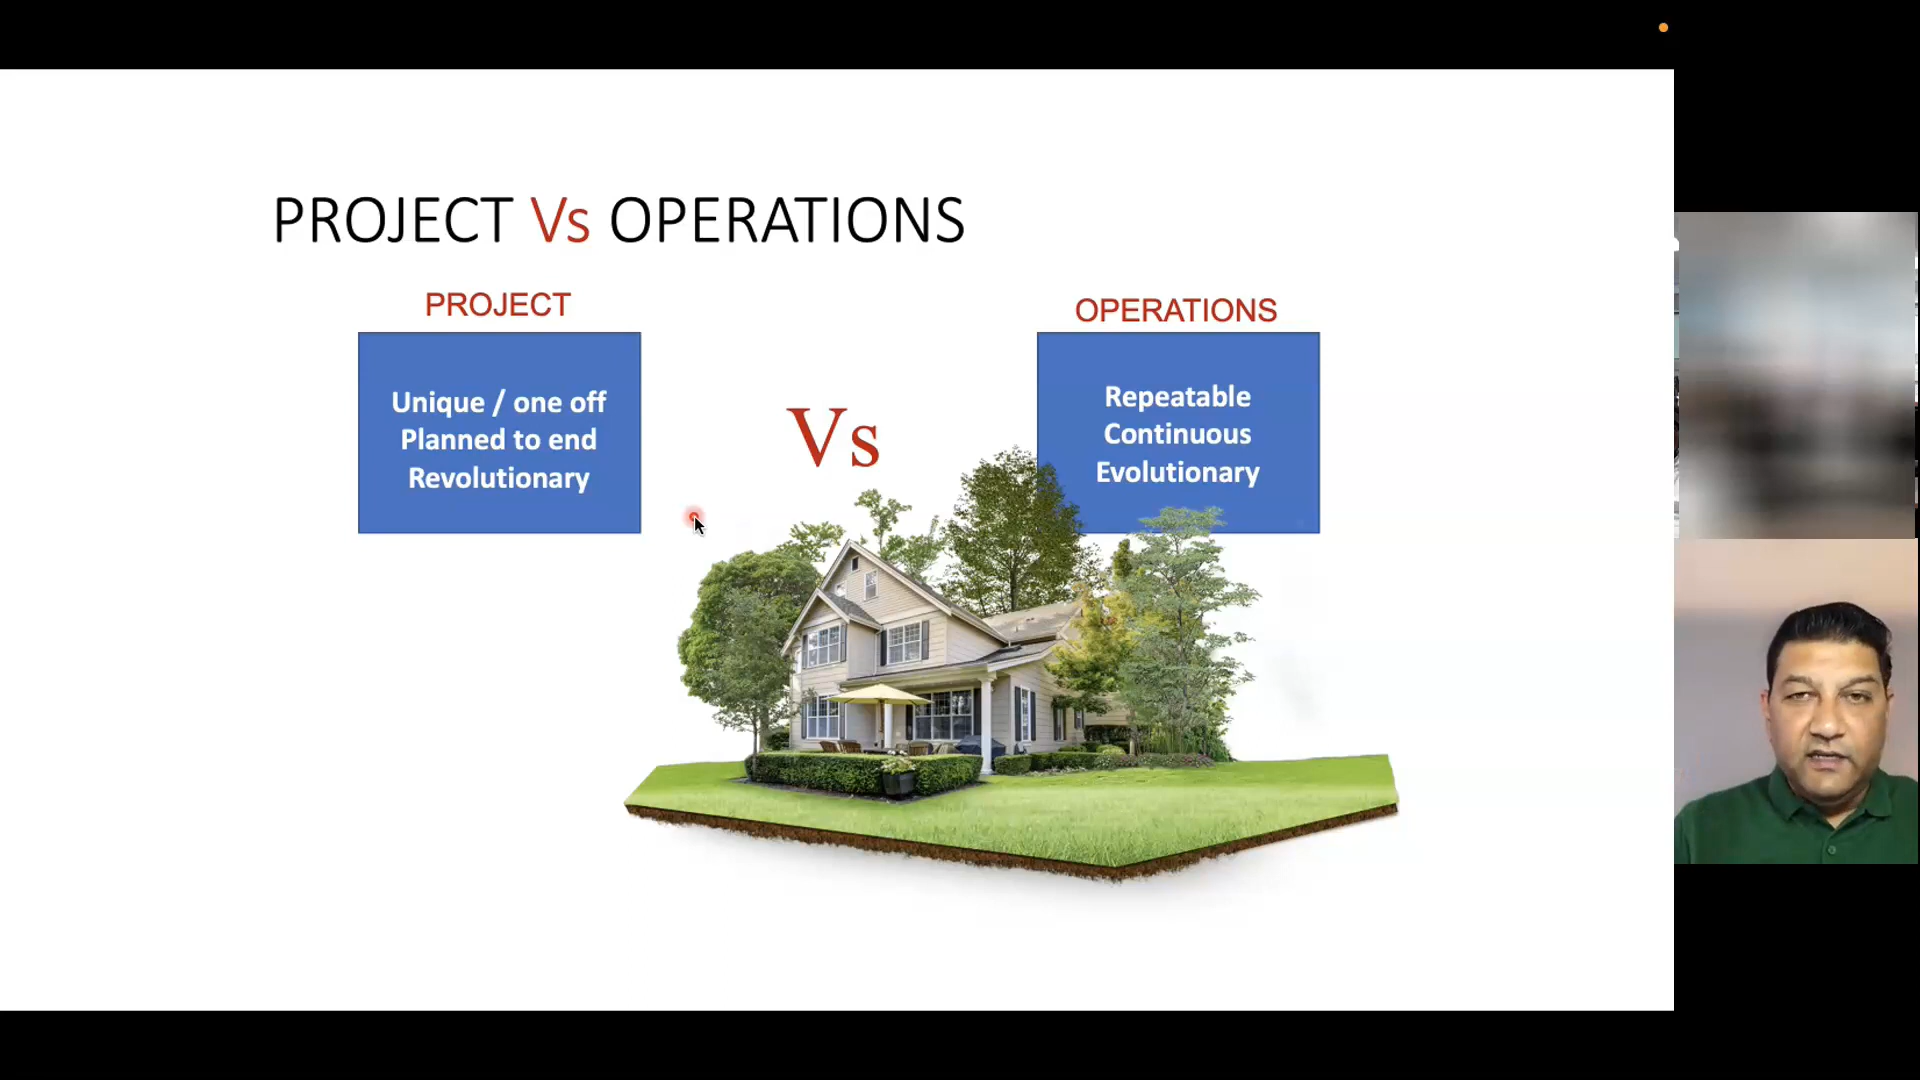 PROJECT Vs OPERATIONS
PROJECT
Unique / one off
Planned to end
Revolutionary
Vs
OPERATIONS
Repeatable
Continuous
Evolutionary